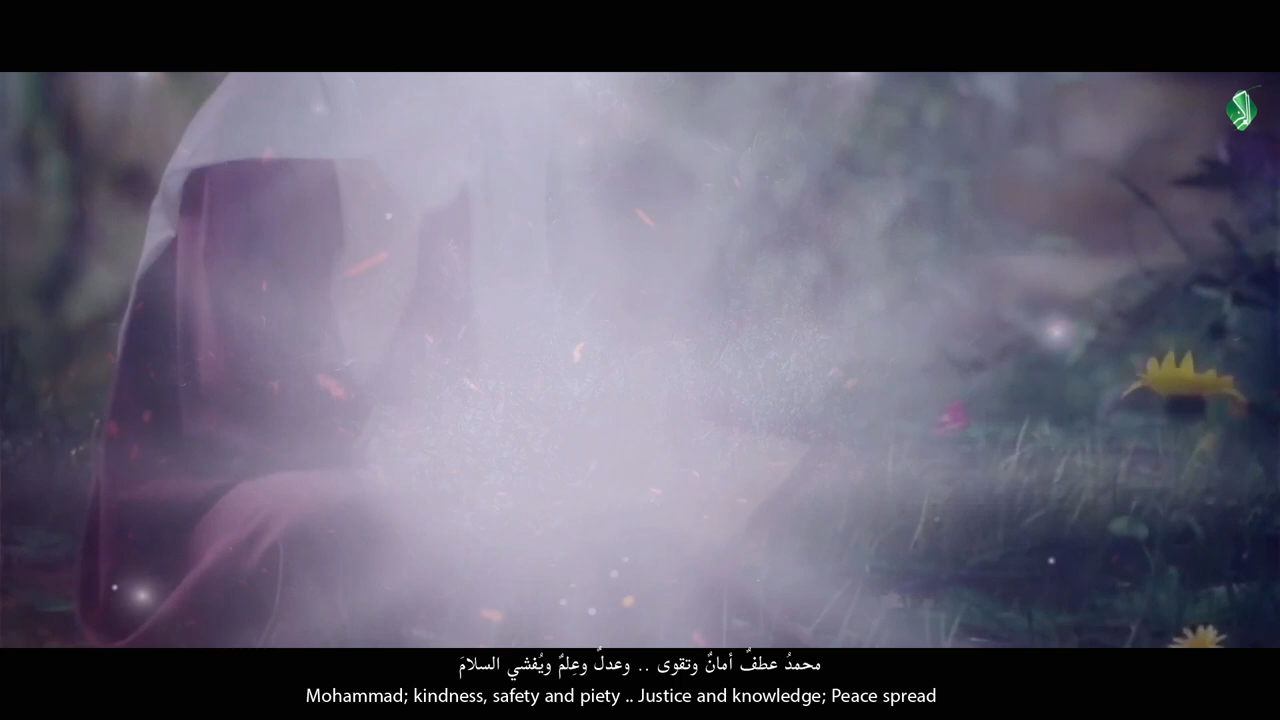 محمدُ عطفٌ أمانٌ وتقوى .. وعدلٌ وعِلمٌ ويُفشي السلامَ
Mohammad; kindness, safety and piety .. Justice and knowledge; Peace spread